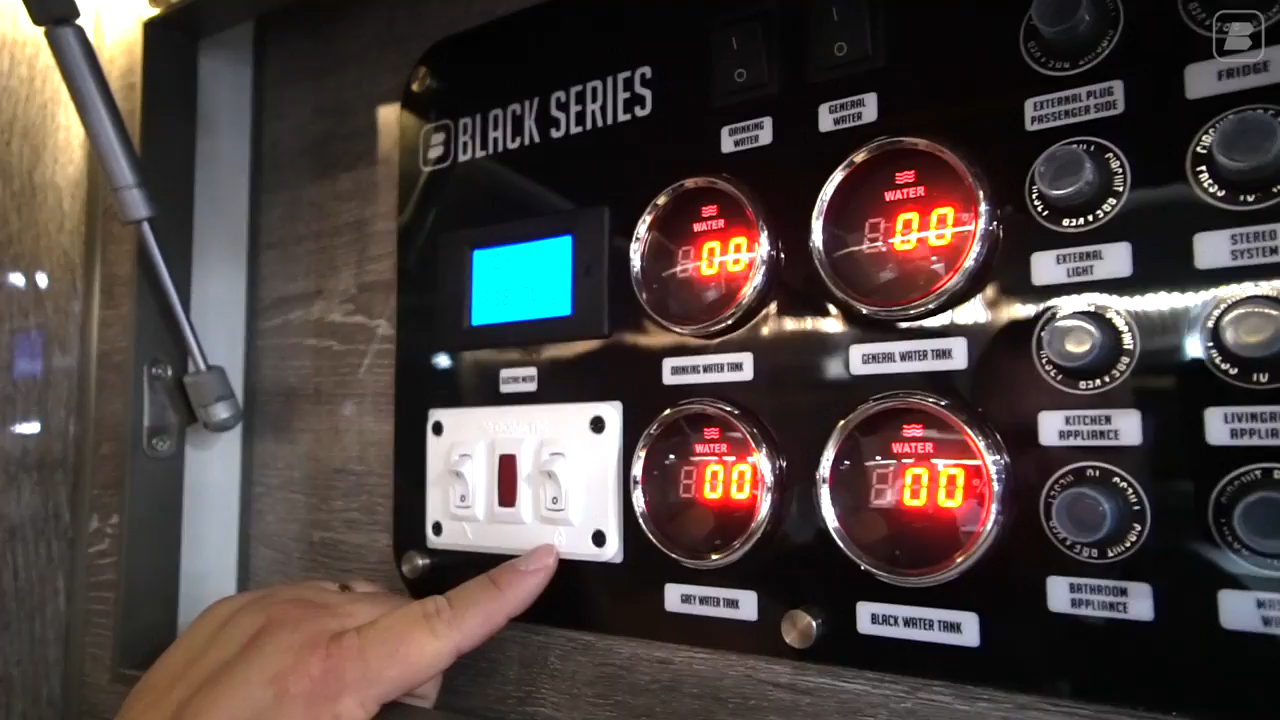 BLACK SERIES
DRINKING
WATER
GENERAL
WATER
EXTERNAL PLUG
PASSENGER SIDE
FRIDGE
WATER
00
WATER
00
EXTERNAL
LIGHT
STEREO
SYSTEM
ELECTRIC METER
DRINKING WATER TANK
GENERAL WATER TANK
KITCHEN
APPLIANCE
WATER
00
WATER
00
BATHROOM
APPLIANCE
GREY WATER TANK
BLACK WATER TANK